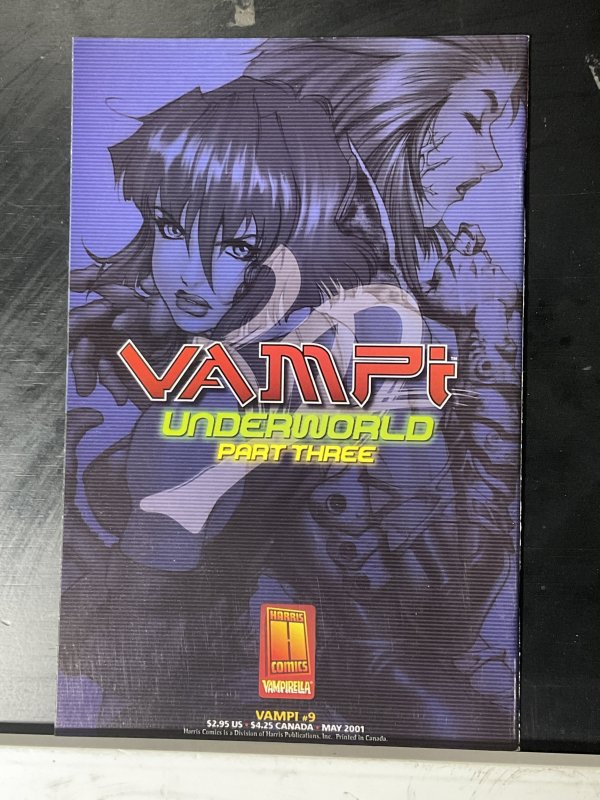 VAMPi™
UNDERWORLD
PART THREE
HARRIS
H
COMICS
VAMPIRELLA®
VAMPI #9
$2.95 US • $4.25 CANADA • MAY 2001
Harris Comics is a Division of Harris Publications, Inc. Printed in Canada.